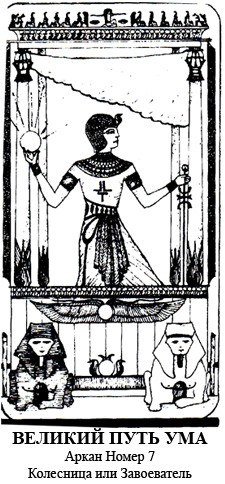 ВЕЛИКИЙ ПУТЬ УМА
Аркан Номер 7
Колесница или Завоеватель